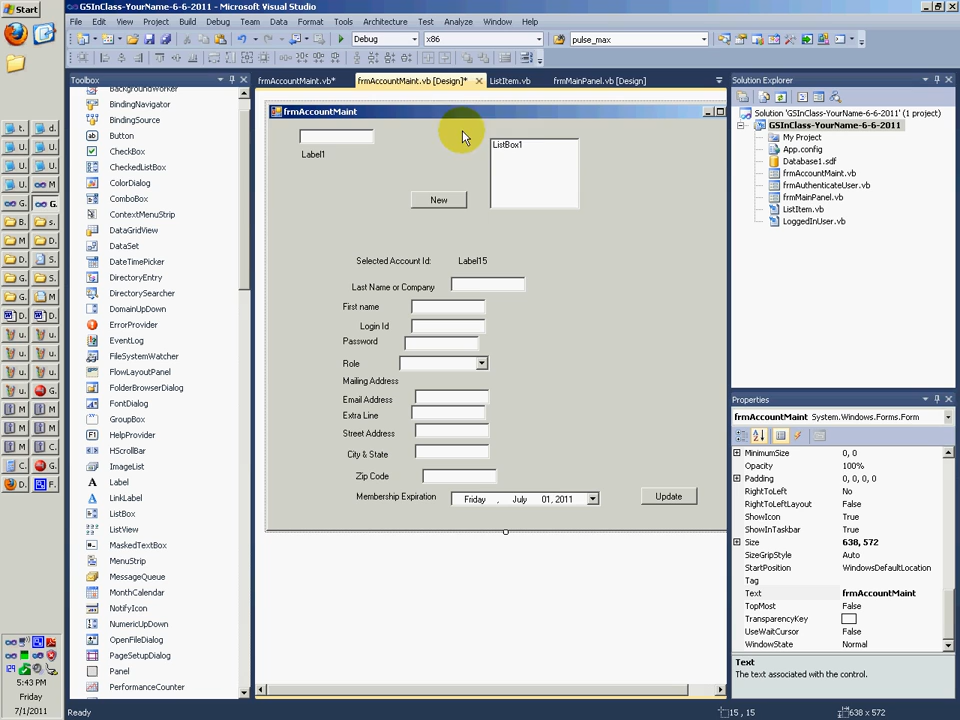 Start
GSInClass-YourName-6-6-2011 - Microsoft Visual Studio
File Edit View Project Build Debug Team Data Format Tools Architecture Test Analyze Window Help
Debug x86 pulse_max
Toolbox
BackgroundWorker
BindingNavigator
BindingSource
Button
CheckBox
CheckedListBox
ColorDialog
ComboBox
ContextMenuStrip
DataGridView
DataSet
DateTimePicker
DirectoryEntry
DirectorySearcher
DomainUpDown
ErrorProvider
EventLog
FileSystemWatcher
FlowLayoutPanel
FolderBrowserDialog
FontDialog
GroupBox
HelpProvider
HScrollBar
ImageList
Label
LinkLabel
ListBox
ListView
MaskedTextBox
MenuStrip
MessageQueue
MonthCalendar
NotifyIcon
NumericUpDown
OpenFileDialog
PageSetupDialog
Panel
PerformanceCounter
frmAccountMaint.vb* frmAccountMaint.vb [Design]* ListItem.vb frmMainPanel.vb [Design]
frmAccountMaint
Label1
ListBox1
New
Selected Account Id: Label15
Last Name or Company
First name
Login Id
Password
Role
Mailing Address
Email Address
Extra Line
Street Address
City & State
Zip Code
Membership Expiration Friday , July 01, 2011 Update
Solution Explorer
Solution 'GSInClass-YourName-6-6-2011' (1 project)
GSInClass-YourName-6-6-2011
My Project
App.config
Database1.sdf
frmAccountMaint.vb
frmAuthenticateUser.vb
frmMainPanel.vb
ListItem.vb
LoggedInUser.vb
Properties
frmAccountMaint System.Windows.Forms.Form
MinimumSize 0, 0
Opacity 100%
Padding 0, 0, 0, 0
RightToLeft No
RightToLeftLayout False
ShowIcon True
ShowInTaskbar True
Size 638, 572
SizeGripStyle Auto
StartPosition WindowsDefaultLocation
Tag
Text frmAccountMaint
TopMost False
TransparencyKey
UseWaitCursor False
WindowState Normal
Text
The text associated with the control.
5:43 PM
Friday
7/1/2011
Ready 15 , 15 638 x 572